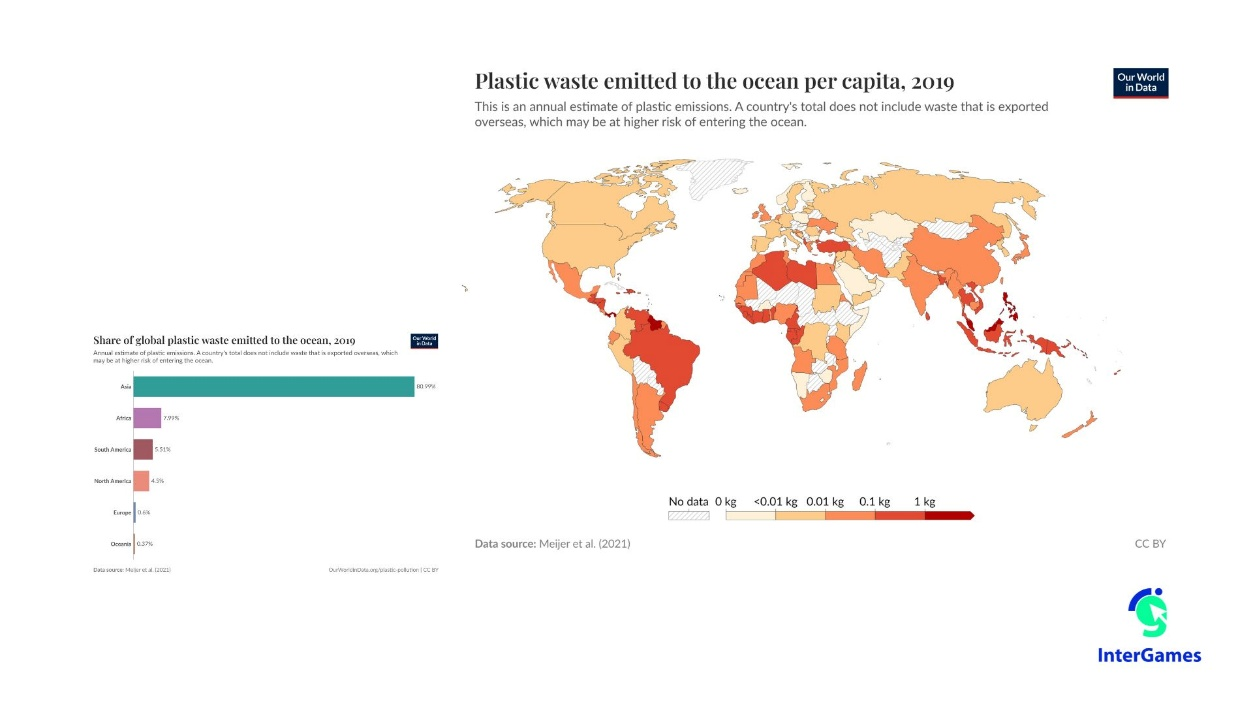 Plastic waste emitted to the ocean per capita, 2019
Our World
in Data
This is an annual estimate of plastic emissions. A country's total does not include waste that is exported
overseas, which may be at higher risk of entering the ocean.
No data 0 kg <0.01 kg 0.01 kg 0.1 kg 1 kg
Data source: Meijer et al. (2021)
CC BY
Share of global plastic waste emitted to the ocean, 2019
Our World
in Data
Annual estimate of plastic emissions. A country's total does not include waste that is exported overseas, which
may be at higher risk of entering the ocean.
Asia 80.99%
Africa 7.99%
South America 5.51%
North America 4.5%
Europe 0.6%
Oceania 0.37%
Data source: Meijer et al. (2021)
OurWorldInData.org/plastic-pollution | CC BY
InterGames